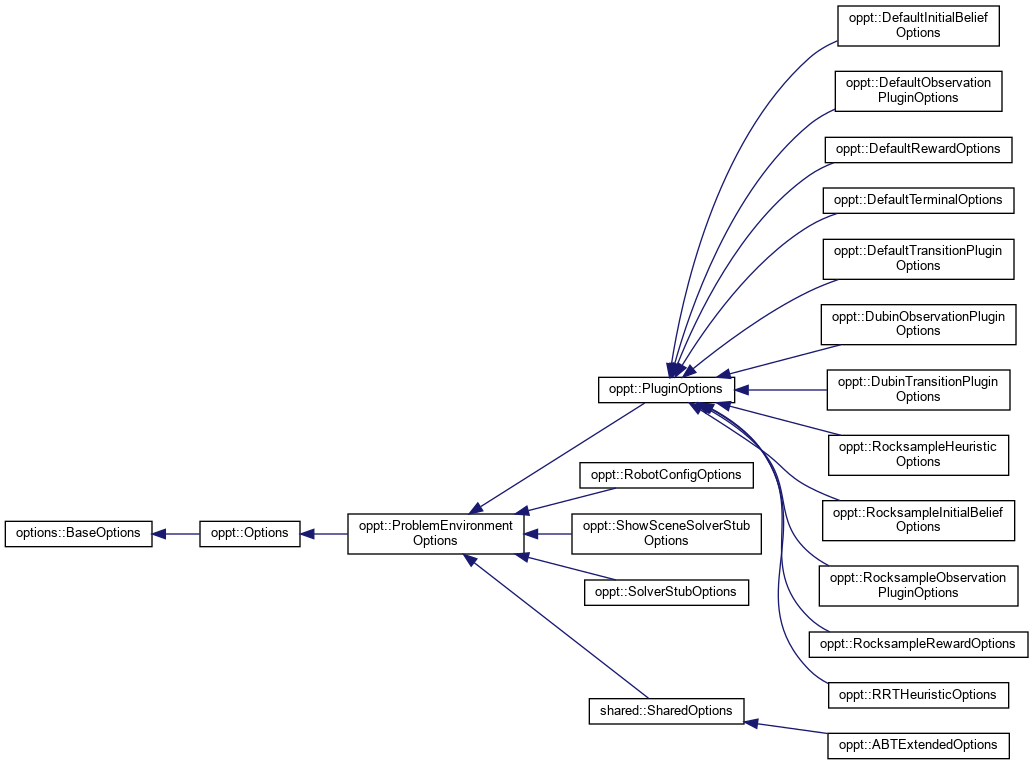 oppt::DefaultInitialBelief
Options
oppt::DefaultObservation
PluginOptions
oppt::DefaultRewardOptions
oppt::DefaultTerminalOptions
oppt::DefaultTransitionPlugin
Options
oppt::DubinObservationPlugin
Options
oppt::PluginOptions
oppt::DubinTransitionPlugin
Options
oppt::RocksampleHeuristic
Options
oppt::RobotConfigOptions
oppt::RocksampleInitialBelief
Options
options::BaseOptions
oppt::Options
oppt::ProblemEnvironment
Options
oppt::ShowSceneSolverStub
Options
oppt::RocksampleObservation
PluginOptions
oppt::SolverStubOptions
oppt::RocksampleRewardOptions
oppt::RRTHeuristicOptions
shared::SharedOptions
oppt::ABTExtendedOptions